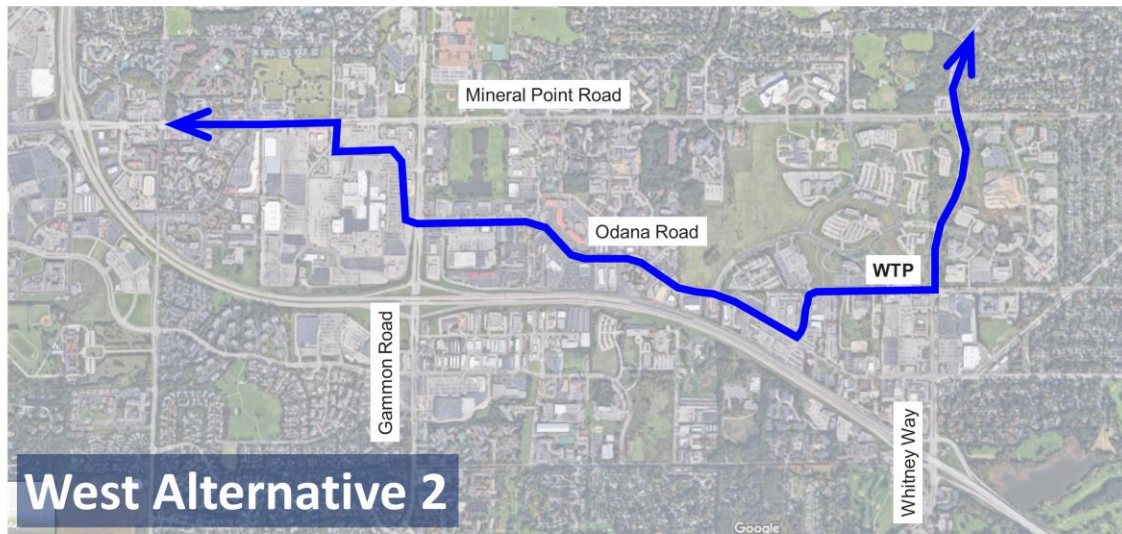 Mineral Point Road
Odana Road
WTP
Gammon Road
Whitney Way
West Alternative 2
Google